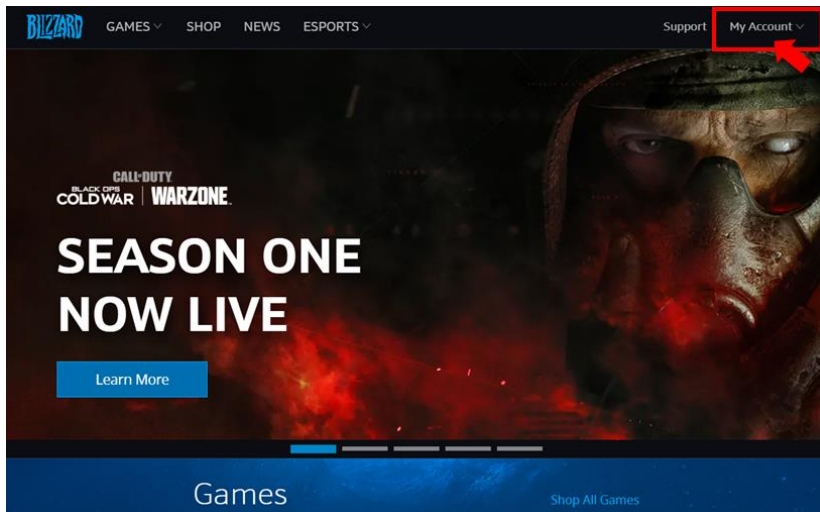 BLIZZARD GAMES SHOP NEWS ESPORTS Support My Account
CALL OF DUTY
BLACK OPS
COLD WAR | WARZONE
SEASON ONE
NOW LIVE
Learn More
Games
Shop All Games